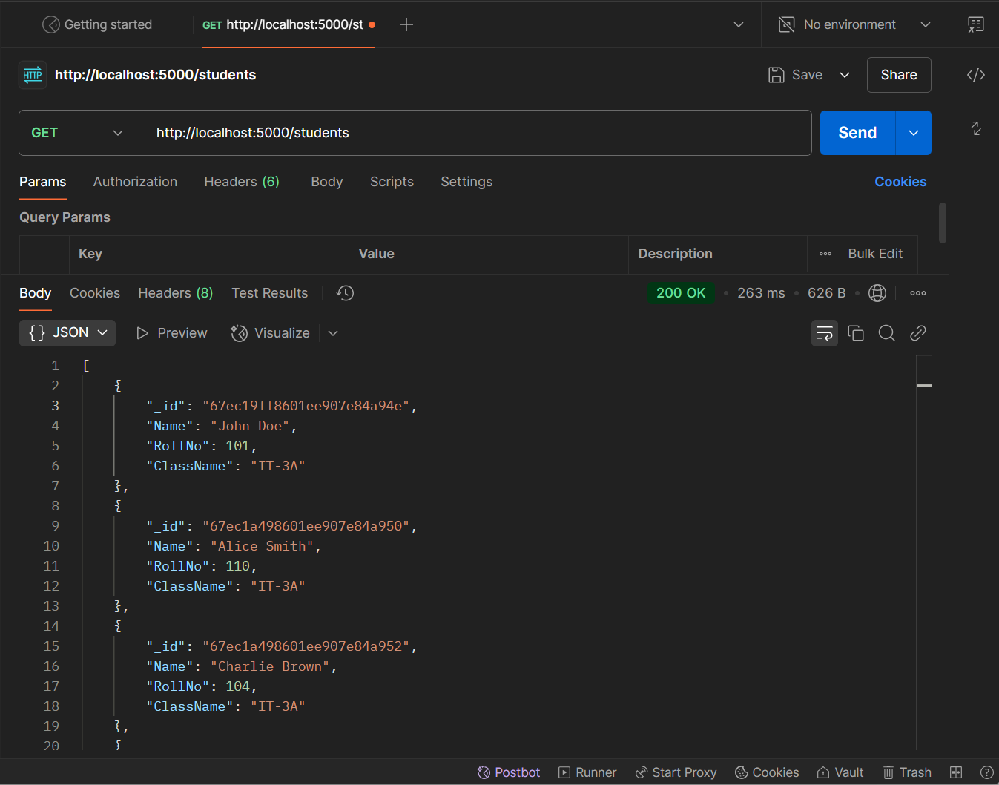 Getting started
GET http://localhost:5000/st
No environment
HTTP http://localhost:5000/students
Save
Share
GET http://localhost:5000/students
Send
Params Authorization Headers (6) Body Scripts Settings Cookies
Query Params
Key Value Description Bulk Edit
Body Cookies Headers (8) Test Results 200 OK • 263 ms • 626 B •
{} JSON Preview Visualize
1 [
2 {
3 "_id": "67ec19ff8601ee907e84a94e",
4 "Name": "John Doe",
5 "RollNo": 101,
6 "ClassName": "IT-3A"
7 },
8 {
9 "_id": "67ec1a498601ee907e84a950",
10 "Name": "Alice Smith",
11 "RollNo": 110,
12 "ClassName": "IT-3A"
13 },
14 {
15 "_id": "67ec1a498601ee907e84a952",
16 "Name": "Charlie Brown",
17 "RollNo": 104,
18 "ClassName": "IT-3A"
19 },
20 {
Postbot Runner Start Proxy Cookies Vault Trash